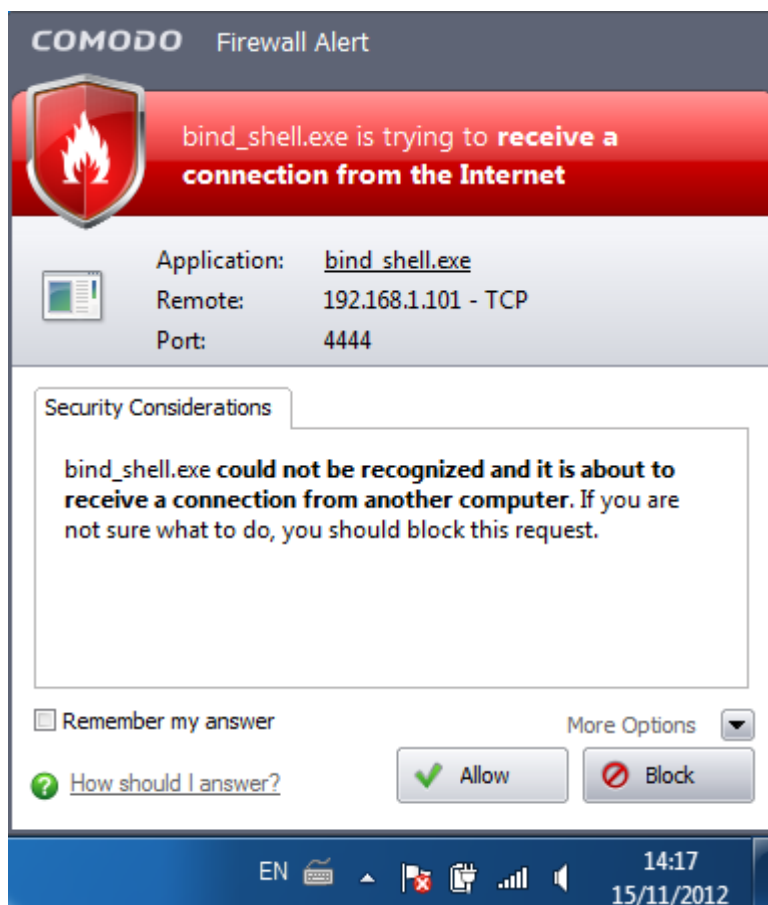 COMODO Firewall Alert
bind_shell.exe is trying to receive a
connection from the Internet
Application: bind_shell.exe
Remote: 192.168.1.101 - TCP
Port: 4444
Security Considerations
bind_shell.exe could not be recognized and it is about to
receive a connection from another computer. If you are
not sure what to do, you should block this request.
Remember my answer
More Options
How should I answer?
Allow
Block
EN
14:17
15/11/2012